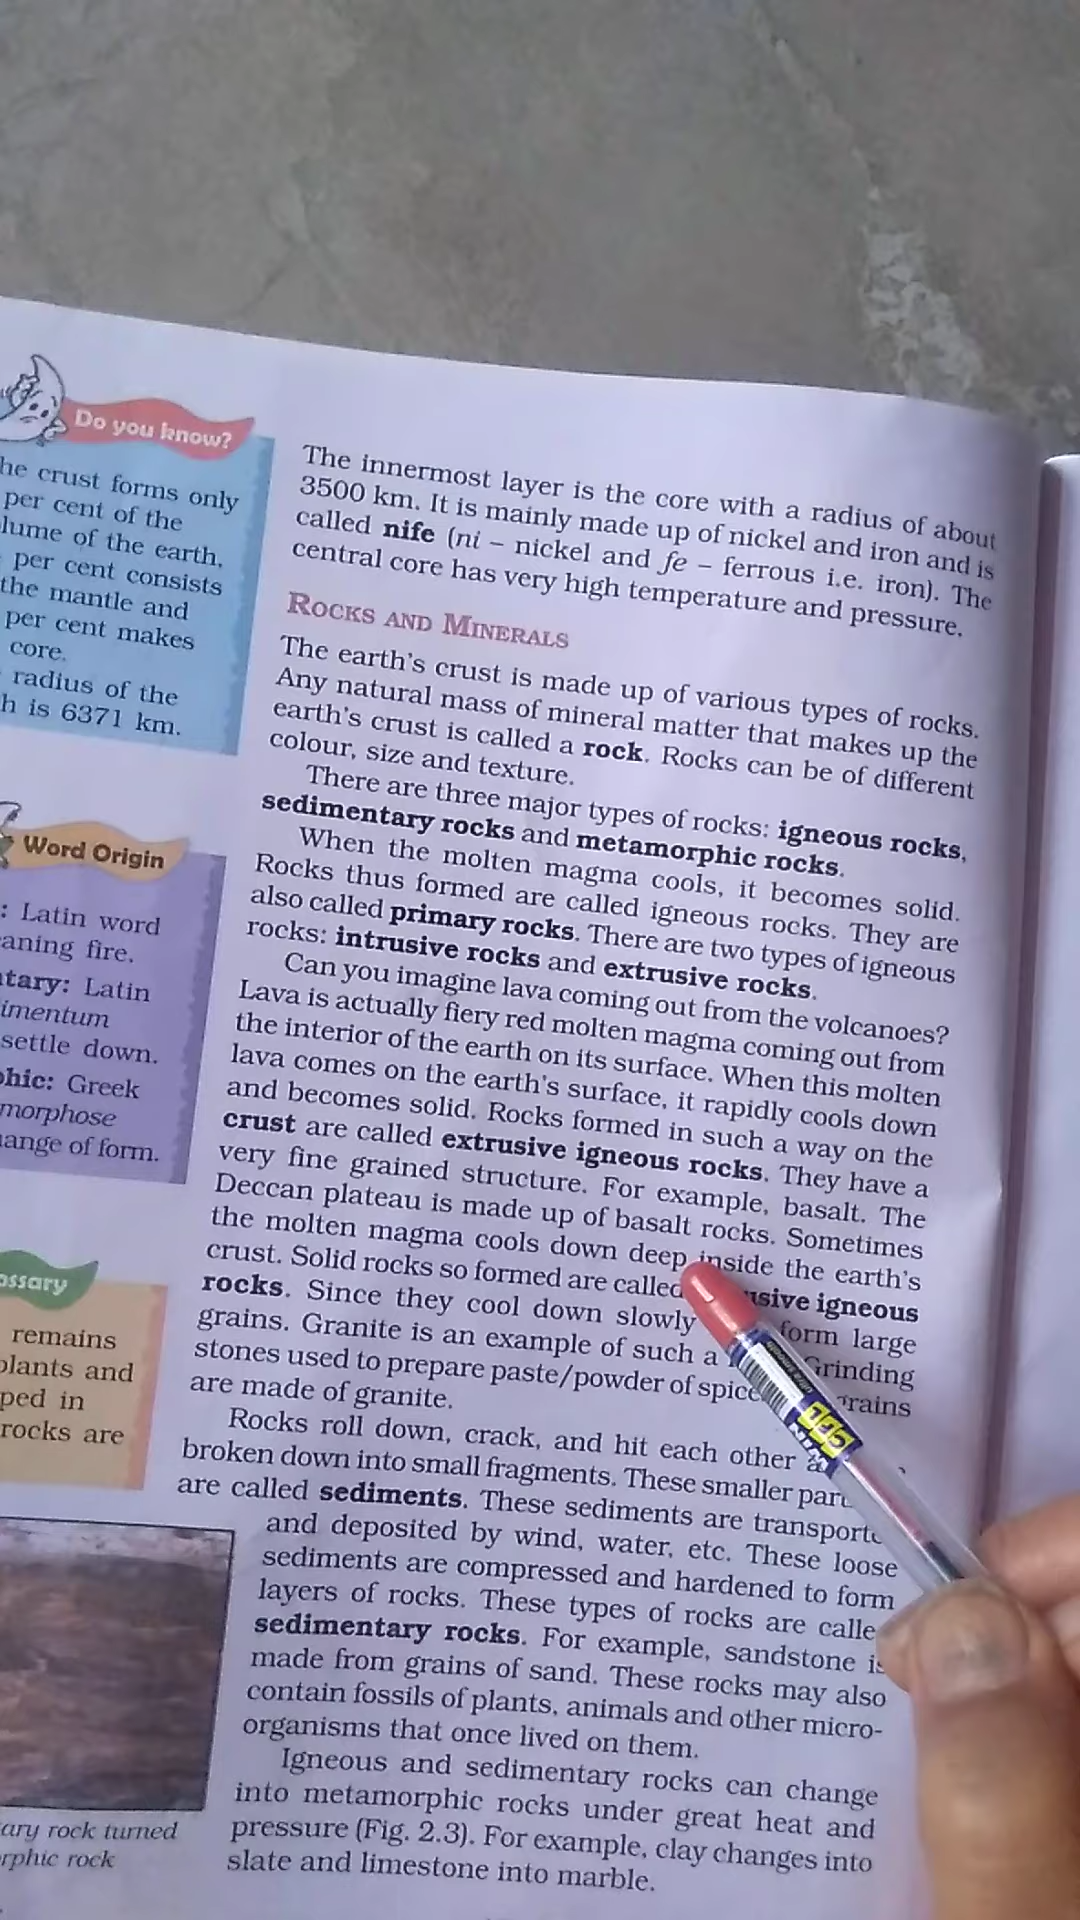 Do you know?
he crust forms only
per cent of the
lume of the earth,
per cent consists
the mantle and
per cent makes
core.
radius of the
h is 6371 km.
Word Origin
: Latin word
aning fire.
tary: Latin
imentum
settle down.
phic: Greek
morphose
ange of form.
ossary
remains
plants and
ped in
rocks are
ary rock turned
rphic rock
The innermost layer is the core with a radius of about
3500 km. It is mainly made up of nickel and iron and is
called nife (ni – nickel and fe – ferrous i.e. iron). The
central core has very high temperature and pressure.
ROCKS AND MINERALS
The earth's crust is made up of various types of rocks.
Any natural mass of mineral matter that makes up the
earth's crust is called a rock. Rocks can be of different
colour, size and texture.
There are three major types of rocks: igneous rocks,
sedimentary rocks and metamorphic rocks.
When the molten magma cools, it becomes solid.
Rocks thus formed are called igneous rocks. They are
also called primary rocks. There are two types of igneous
rocks: intrusive rocks and extrusive rocks.
Can you imagine lava coming out from the volcanoes?
Lava is actually fiery red molten magma coming out from
the interior of the earth on its surface. When this molten
lava comes on the earth's surface, it rapidly cools down
and becomes solid. Rocks formed in such a way on the
crust are called extrusive igneous rocks. They have a
very fine grained structure. For example, basalt. The
Deccan plateau is made up of basalt rocks. Sometimes
the molten magma cools down deep inside the earth's
crust. Solid rocks so formed are called usive igneous
rocks. Since they cool down slowly form large
grains. Granite is an example of such a Grinding
stones used to prepare paste/powder of spice grains
are made of granite.
Rocks roll down, crack, and hit each other
broken down into small fragments. These smaller part
are called sediments. These sediments are transporte
and deposited by wind, water, etc. These loose
sediments are compressed and hardened to form
layers of rocks. These types of rocks are calle
sedimentary rocks. For example, sandstone is
made from grains of sand. These rocks may also
contain fossils of plants, animals and other micro-
organisms that once lived on them.
Igneous and sedimentary rocks can change
into metamorphic rocks under great heat and
pressure (Fig. 2.3). For example, clay changes into
slate and limestone into marble.